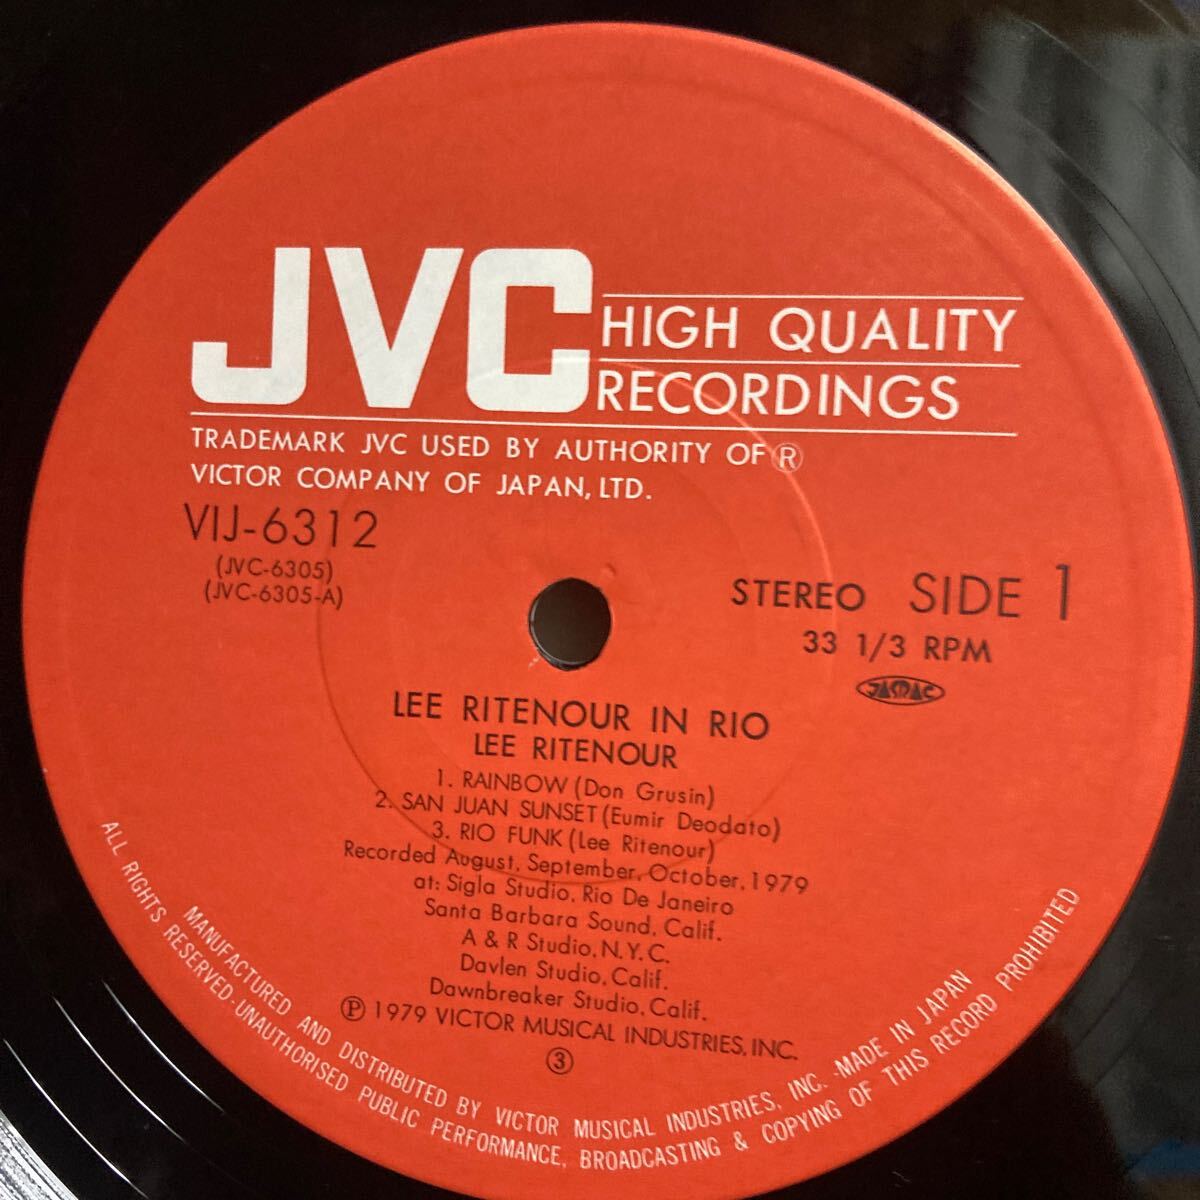 JVC HIGH QUALITY
RECORDINGS
TRADEMARK JVC USED BY AUTHORITY OF Ⓡ
VICTOR COMPANY OF JAPAN, LTD.
VIJ-6312
(JVC-6305)
(JVC-6305-A)
STEREO SIDE 1
33 1/3 RPM
JASRAC
LEE RITENOUR IN RIO
LEE RITENOUR
1. RAINBOW (Don Grusin)
2. SAN JUAN SUNSET (Eumir Deodato)
3. RIO FUNK (Lee Ritenour)
Recorded August, September, October, 1979
at: Sigla Studio, Rio De Janeiro
Santa Barbara Sound, Calif.
A & R Studio, N.Y.C.
Davlen Studio, Calif.
Dawnbreaker Studio, Calif.
Ⓟ 1979 VICTOR MUSICAL INDUSTRIES, INC.
③
MANUFACTURED AND DISTRIBUTED BY VICTOR MUSICAL INDUSTRIES, INC. MADE IN JAPAN
ALL RIGHTS RESERVED-UNAUTHORISED PUBLIC PERFORMANCE, BROADCASTING & COPYING OF THIS RECORD PROHIBITED